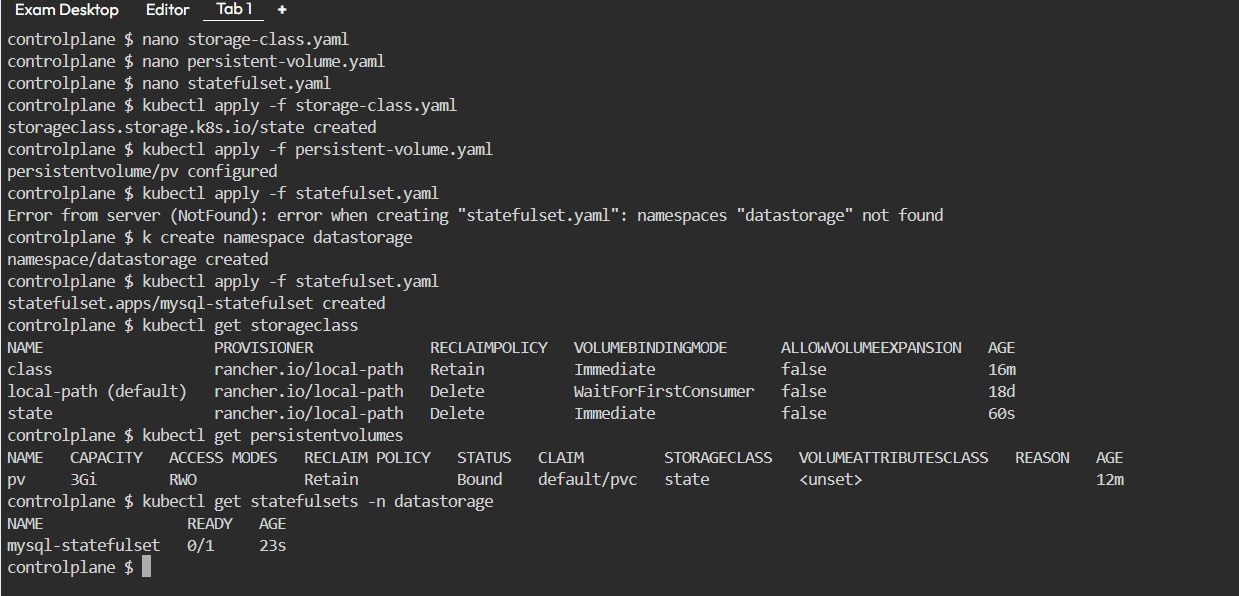 Exam Desktop Editor Tab 1 +
controlplane $ nano storage-class.yaml
controlplane $ nano persistent-volume.yaml
controlplane $ nano statefulset.yaml
controlplane $ kubectl apply -f storage-class.yaml
storageclass.storage.k8s.io/state created
controlplane $ kubectl apply -f persistent-volume.yaml
persistentvolume/pv configured
controlplane $ kubectl apply -f statefulset.yaml
Error from server (NotFound): error when creating "statefulset.yaml": namespaces "datastorage" not found
controlplane $ k create namespace datastorage
namespace/datastorage created
controlplane $ kubectl apply -f statefulset.yaml
statefulset.apps/mysql-statefulset created
controlplane $ kubectl get storageclass
NAME PROVISIONER RECLAIMPOLICY VOLUMEBINDINGMODE ALLOWVOLUMEEXPANSION AGE
class rancher.io/local-path Retain Immediate false 16m
local-path (default) rancher.io/local-path Delete WaitForFirstConsumer false 18d
state rancher.io/local-path Delete Immediate false 60s
controlplane $ kubectl get persistentvolumes
NAME CAPACITY ACCESS MODES RECLAIM POLICY STATUS CLAIM STORAGECLASS VOLUMEATTRIBUTESCLASS REASON AGE
pv 3Gi RWO Retain Bound default/pvc state <unset> 12m
controlplane $ kubectl get statefulsets -n datastorage
NAME READY AGE
mysql-statefulset 0/1 23s
controlplane $